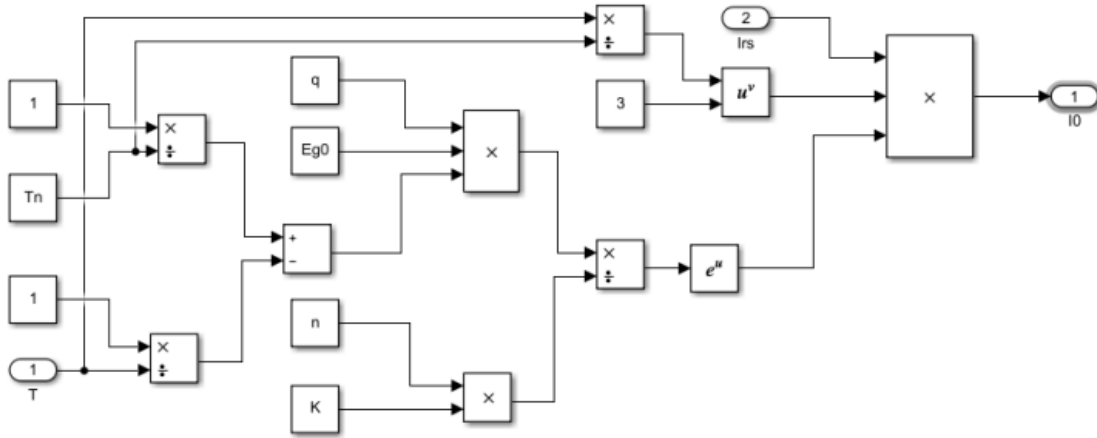 ×
÷
2
Irs
q
1
3
u^v
×
1
I0
×
÷
Eg0
×
Tn
+
−
×
÷
e^u
1
n
×
÷
1
T
K
×